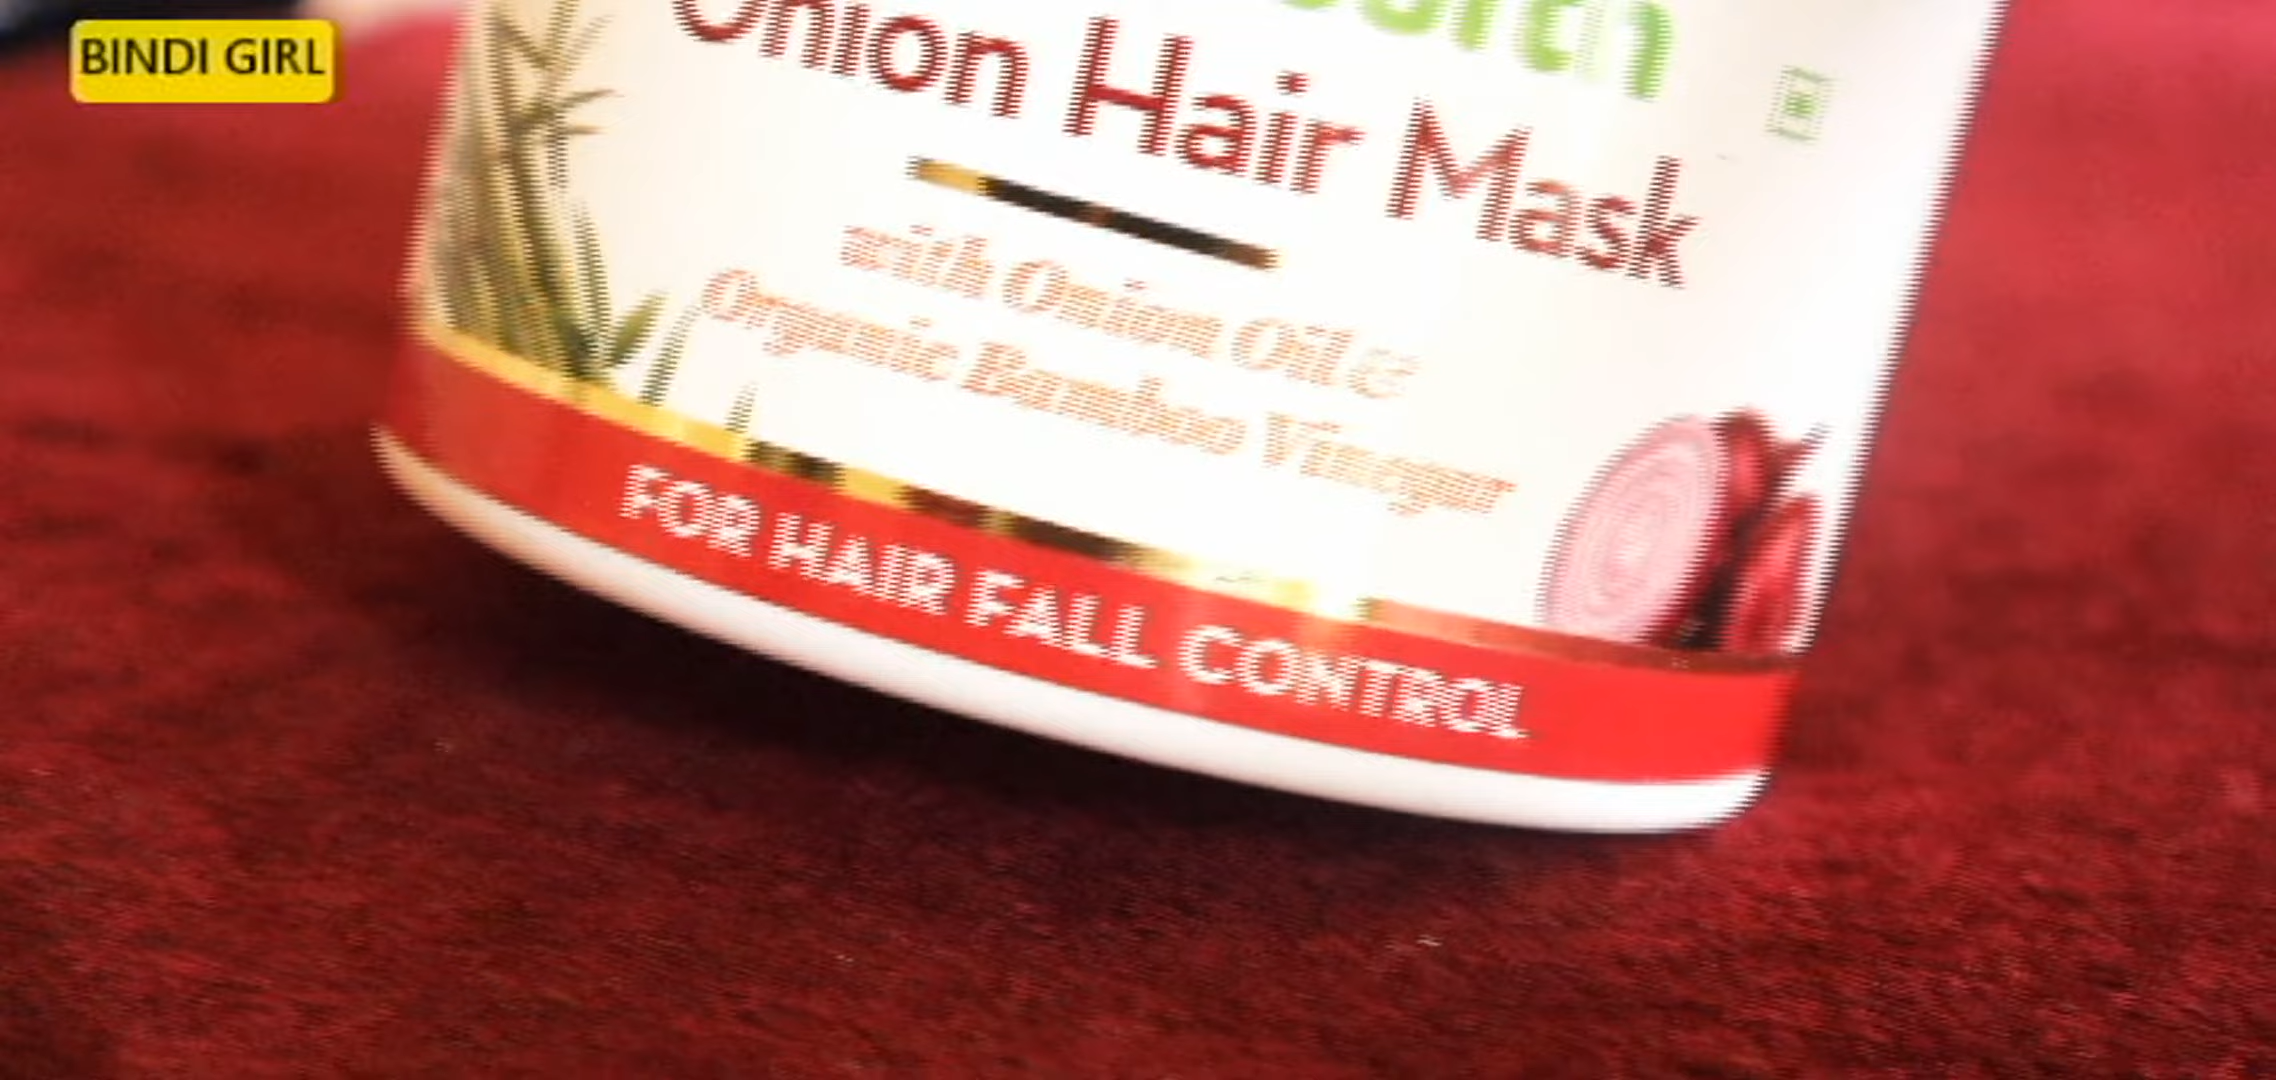 BINDI GIRL
Onion Hair Mask
with Onion Oil &
Organic Bamboo Vinegar
FOR HAIR FALL CONTROL